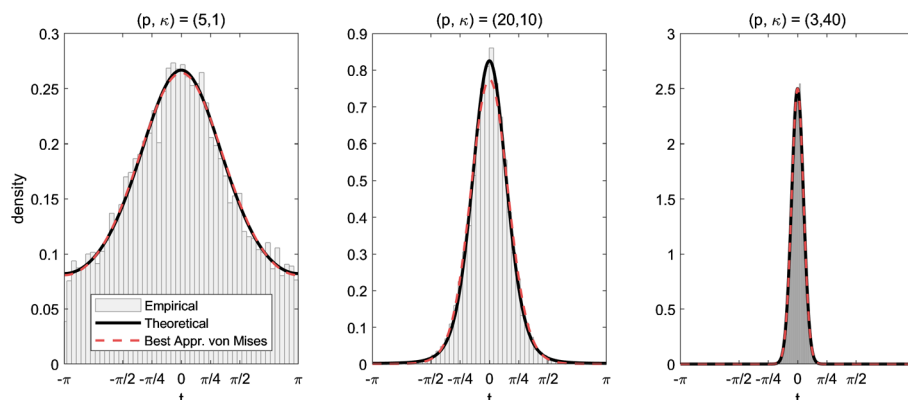 (p, κ) = (5,1)
0.3
0.25
0.2
0.15
0.1
0.05
0
density
Empirical
Theoretical
Best Appr. von Mises
-π -π/2 -π/4 0 π/4 π/2 π
t
(p, κ) = (20,10)
0.9
0.8
0.7
0.6
0.5
0.4
0.3
0.2
0.1
0
-π -π/2 -π/4 0 π/4 π/2 π
t
(p, κ) = (3,40)
3
2.5
2
1.5
1
0.5
0
-π -π/2 -π/4 0 π/4 π/2
t